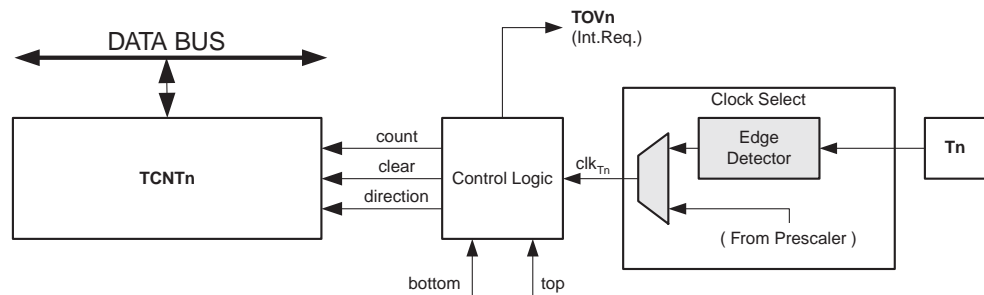 TOVn
(Int.Req.)
DATA BUS
Clock Select
count
Edge
Detector
Tn
TCNTn
clear
Control Logic
clkTn
direction
( From Prescaler )
bottom
top